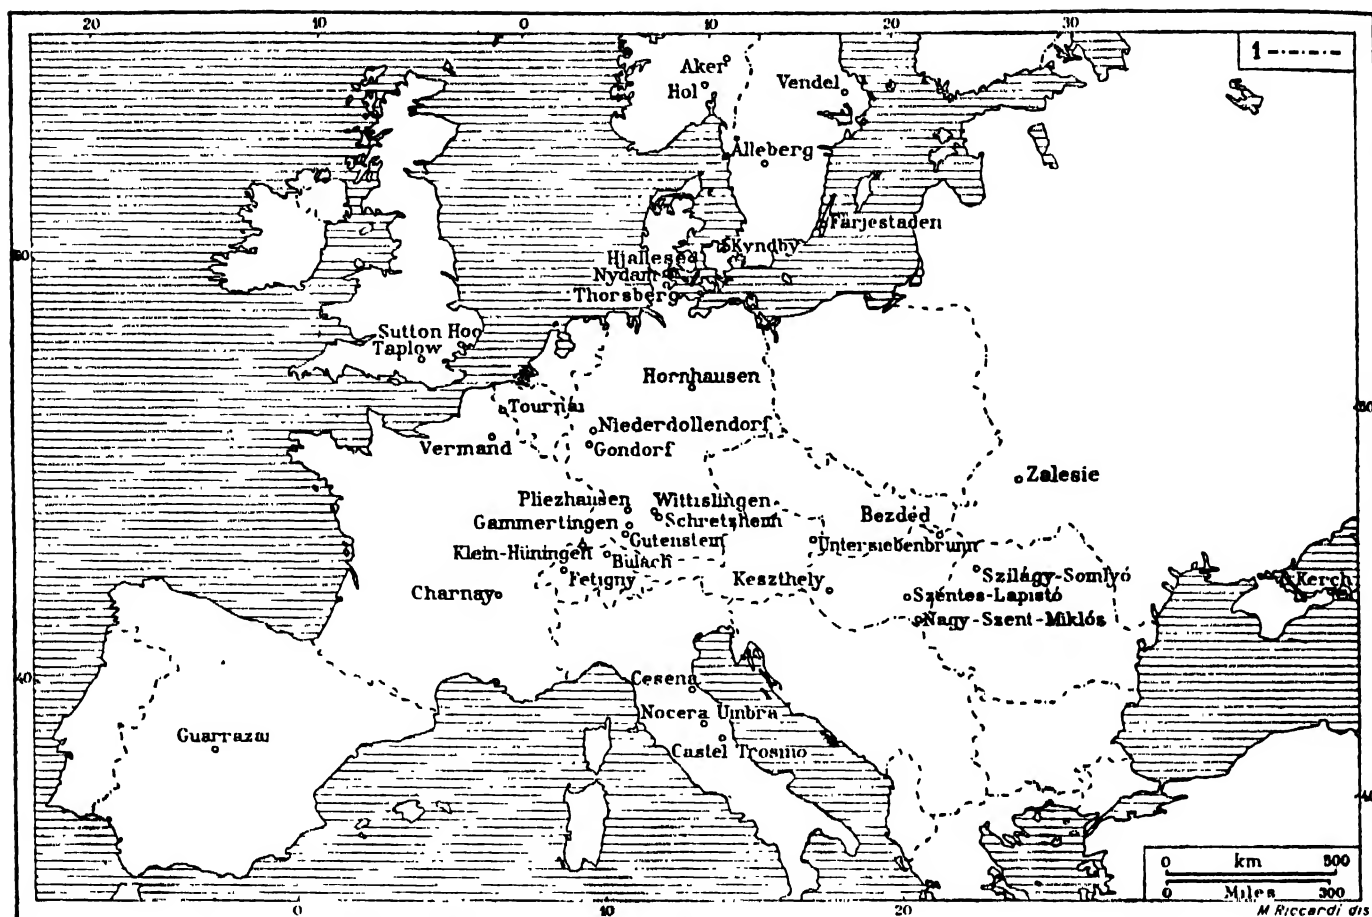 20 10 0 10 20 30
1
Aker
Hol
Vendel
Alleberg
Färjestaden
Kyndby
Hjallesed
Nydam
Thorsberg
Sutton Hoo
Taplow
Hornhausen
Tournai
Niederdollendorf
Vermand
Gondorf
Zalesie
Pliezhausen
Wittislingen
Schretzheim
Gammertingen
Bezdéd
Gutenstein
Untersiebenbrunn
Klein-Hüningen
Bülach
Fetigny
Keszthely
Szilágy-Somlyó
Kerch
Charnay
Szentes-Lapistó
Nagy-Szent-Miklós
40
Cesena
Nocera Umbra
Guarrazar
Castel Trosino
0 km 500
0 Miles 300
0 10 20
M Riccardi dis